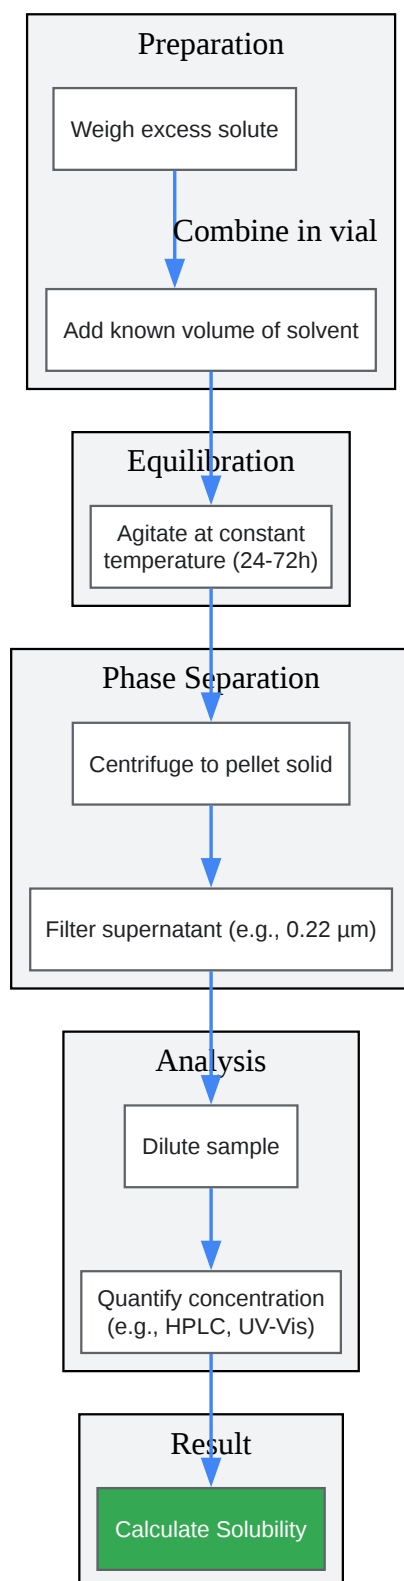 Preparation
Weigh excess solute
Combine in vial
Add known volume of solvent
Equilibration
Agitate at constant
temperature (24-72h)
Phase Separation
Centrifuge to pellet solid
Filter supernatant (e.g., 0.22 µm)
Analysis
Dilute sample
Quantify concentration
(e.g., HPLC, UV-Vis)
Result
Calculate Solubility